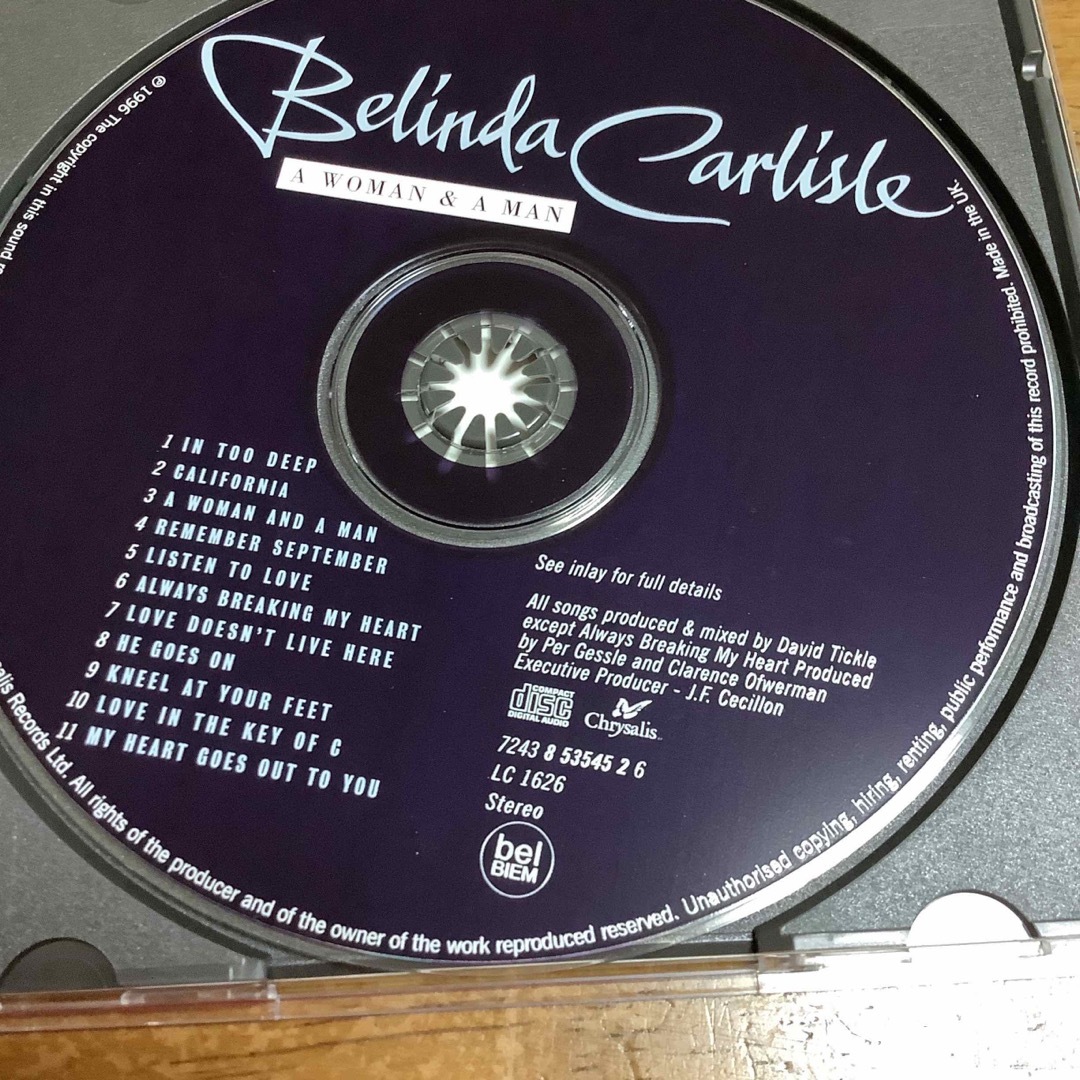 Belinda Carlisle
A WOMAN & A MAN
1 IN TOO DEEP
2 CALIFORNIA
3 A WOMAN AND A MAN
4 REMEMBER SEPTEMBER
5 LISTEN TO LOVE
6 ALWAYS BREAKING MY HEART
7 LOVE DOESN'T LIVE HERE
8 HE GOES ON
9 KNEEL AT YOUR FEET
10 LOVE IN THE KEY OF C
11 MY HEART GOES OUT TO YOU
See inlay for full details
All songs produced & mixed by David Tickle
except Always Breaking My Heart Produced
by Per Gessle and Clarence Ofwerman
Executive Producer - J.F. Cecillon
COMPACT
disc
DIGITAL AUDIO
Chrysalis
7243 8 53545 2 6
LC 1626
Stereo
bel
BIEM
℗ 1996 The copyright in this sound
Records Ltd. All rights of the producer and of the owner of the work reproduced reserved. Unauthorised copying, hiring, renting, public performance and broadcasting of this record prohibited. Made in the UK.